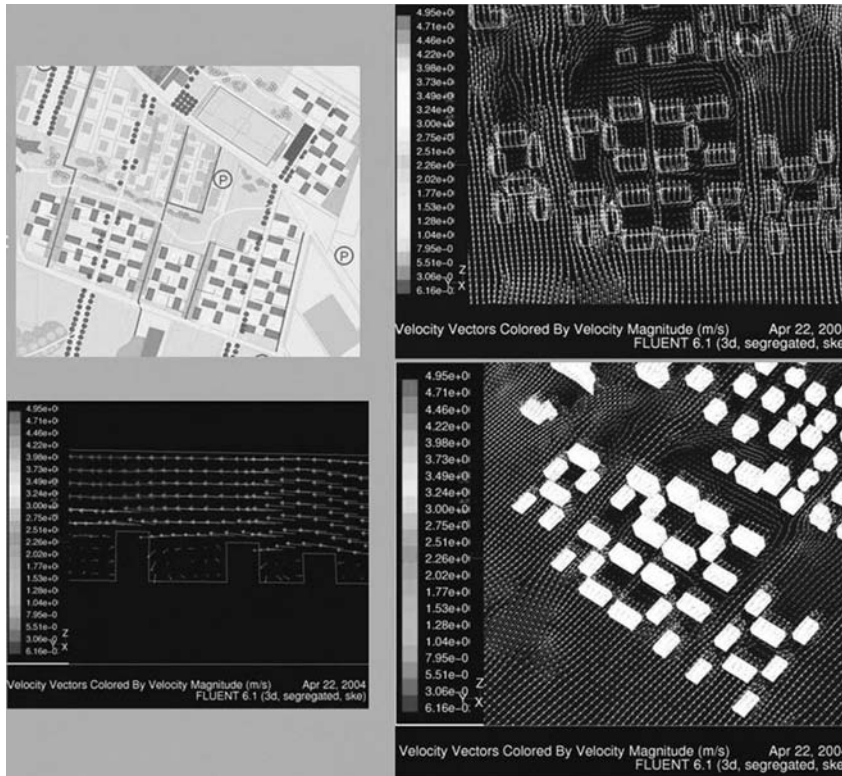 P
P
4.95e+0
4.71e+0
4.46e+0
4.22e+0
3.98e+0
3.73e+0
3.49e+0
3.24e+0
3.00e+0
2.75e+0
2.51e+0
2.26e+0
2.02e+0
1.77e+0
1.53e+0
1.28e+0
1.04e+0
7.95e-0
5.51e-0
3.06e-0
6.16e-0
Z
Y X
Velocity Vectors Colored By Velocity Magnitude (m/s)
Apr 22, 200
FLUENT 6.1 (3d, segregated, ske
4.95e+0
4.71e+0
4.46e+0
4.22e+0
3.98e+0
3.73e+0
3.49e+0
3.24e+0
3.00e+0
2.75e+0
2.51e+0
2.26e+0
2.02e+0
1.77e+0
1.53e+0
1.28e+0
1.04e+0
7.95e-0
5.51e-0
3.06e-0
6.16e-0
Z
X
Velocity Vectors Colored By Velocity Magnitude (m/s)
Apr 22, 2004
FLUENT 6.1 (3d, segregated, ske)
4.95e+0
4.71e+0
4.46e+0
4.22e+0
3.98e+0
3.73e+0
3.49e+0
3.24e+0
3.00e+0
2.75e+0
2.51e+0
2.26e+0
2.02e+0
1.77e+0
1.53e+0
1.28e+0
1.04e+0
7.95e-0
5.51e-0
3.06e-0
6.16e-0
Z
Y X
Velocity Vectors Colored By Velocity Magnitude (m/s)
Apr 22, 200
FLUENT 6.1 (3d, segregated, ske